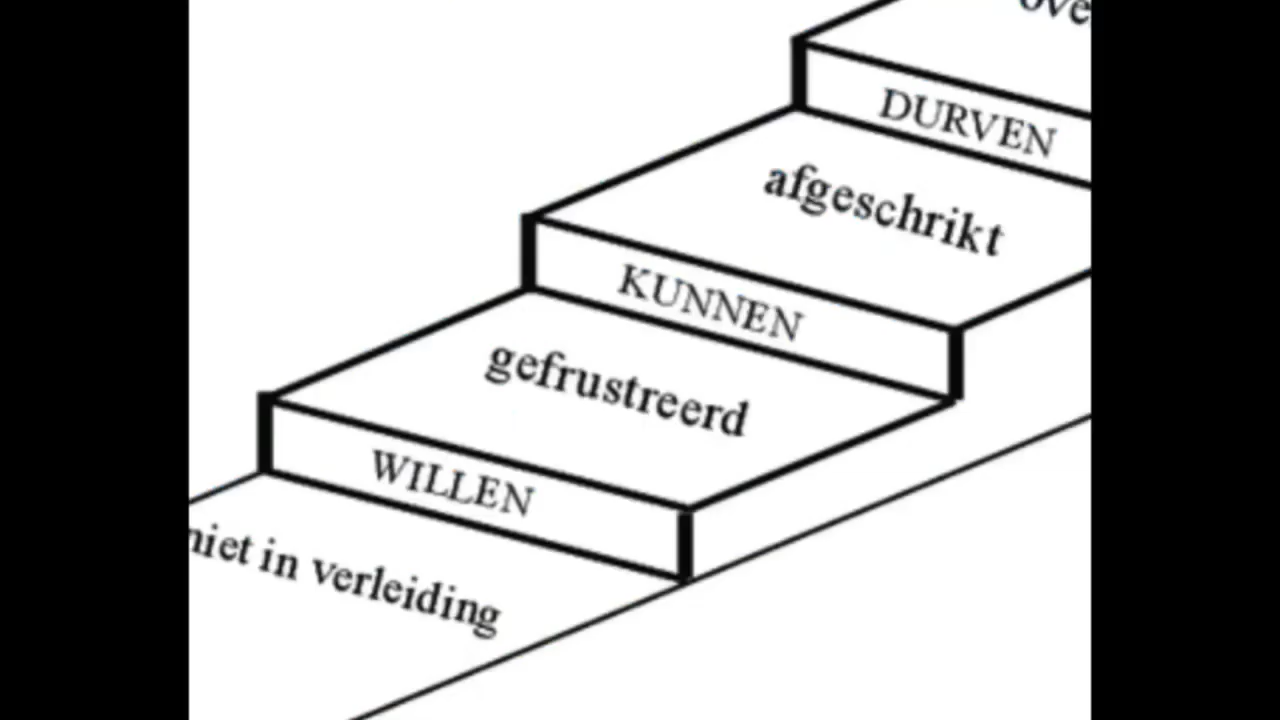 DURVEN
afgeschrikt
KUNNEN
gefrustreerd
WILLEN
niet in verleiding